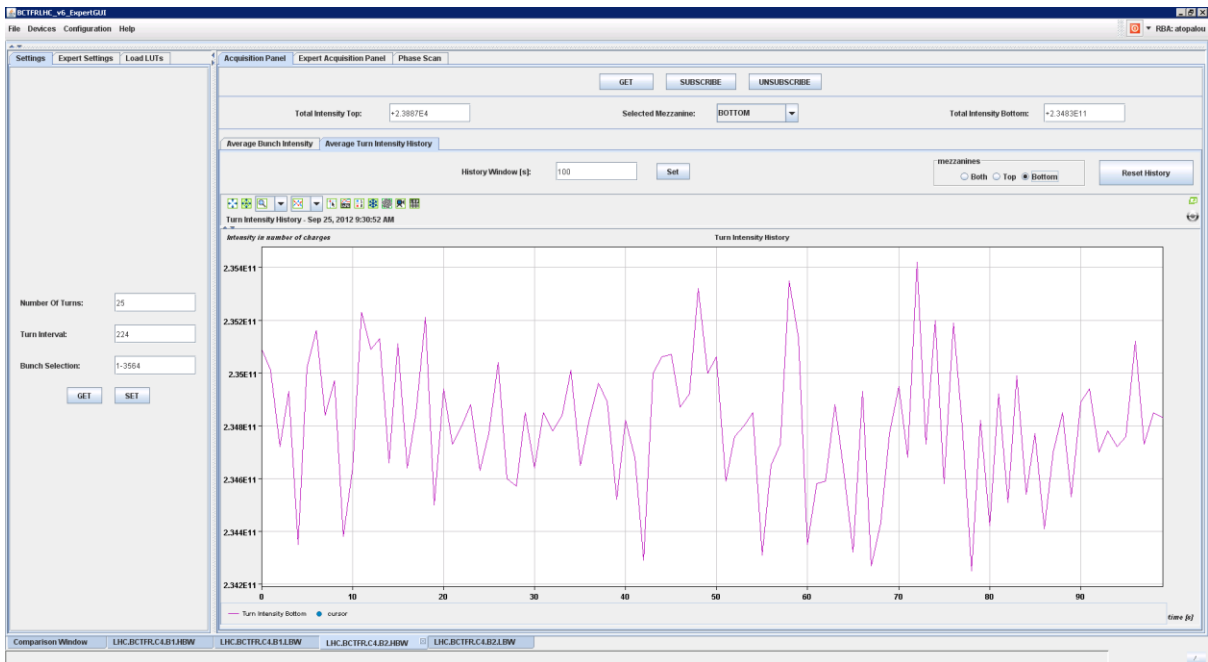 BCTFRLHC_v6_ExpertGUI
File Devices Configuration Help
RBA: atopalou
Settings Expert Settings Load LUTs
Acquisition Panel Expert Acquisition Panel Phase Scan
GET SUBSCRIBE UNSUBSCRIBE
Total Intensity Top: +2.3887E4 Selected Mezzanine: BOTTOM Total Intensity Bottom: +2.3483E11
Average Bunch Intensity Average Turn Intensity History
History Window [s]: 100 Set
mezzanines
Both Top Bottom
Reset History
Turn Intensity History - Sep 25, 2012 9:30:52 AM
Intensity in number of charges
Turn Intensity History
Number Of Turns: 25
Turn Interval: 224
Bunch Selection: 1-3564
GET SET
2.354E11
2.352E11
2.35E11
2.348E11
2.346E11
2.344E11
2.342E11
0 10 20 30 40 50 60 70 80 90
time [s]
Turn Intensity Bottom cursor
Comparison Window LHC.BCTFR.C4.B1.HBW LHC.BCTFR.C4.B1.LBW LHC.BCTFR.C4.B2.HBW LHC.BCTFR.C4.B2.LBW